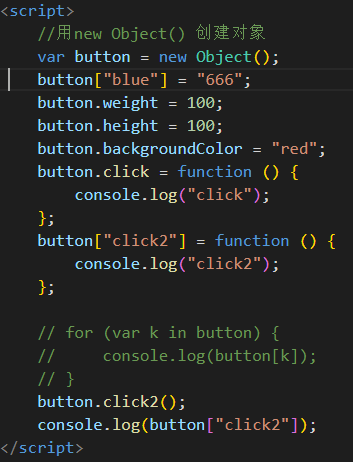 <script>
//用new Object() 创建对象
var button = new Object();
button["blue"] = "666";
button.weight = 100;
button.height = 100;
button.backgroundColor = "red";
button.click = function () {
console.log("click");
};
button["click2"] = function () {
console.log("click2");
};
// for (var k in button) {
//     console.log(button[k]);
// }
button.click2();
console.log(button["click2"]);
</script>